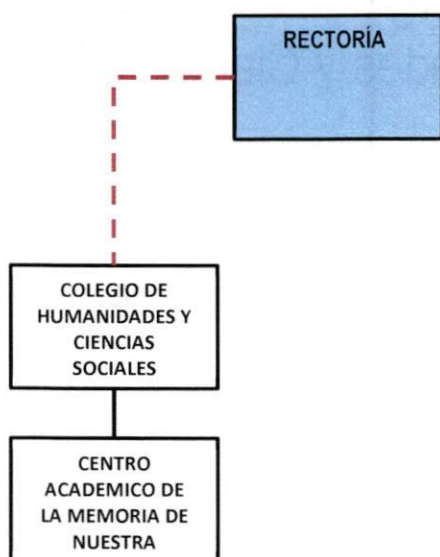 RECTORÍA
COLEGIO DE
HUMANIDADES Y
CIENCIAS
SOCIALES
CENTRO
ACADEMICO DE
LA MEMORIA DE
NUESTRA